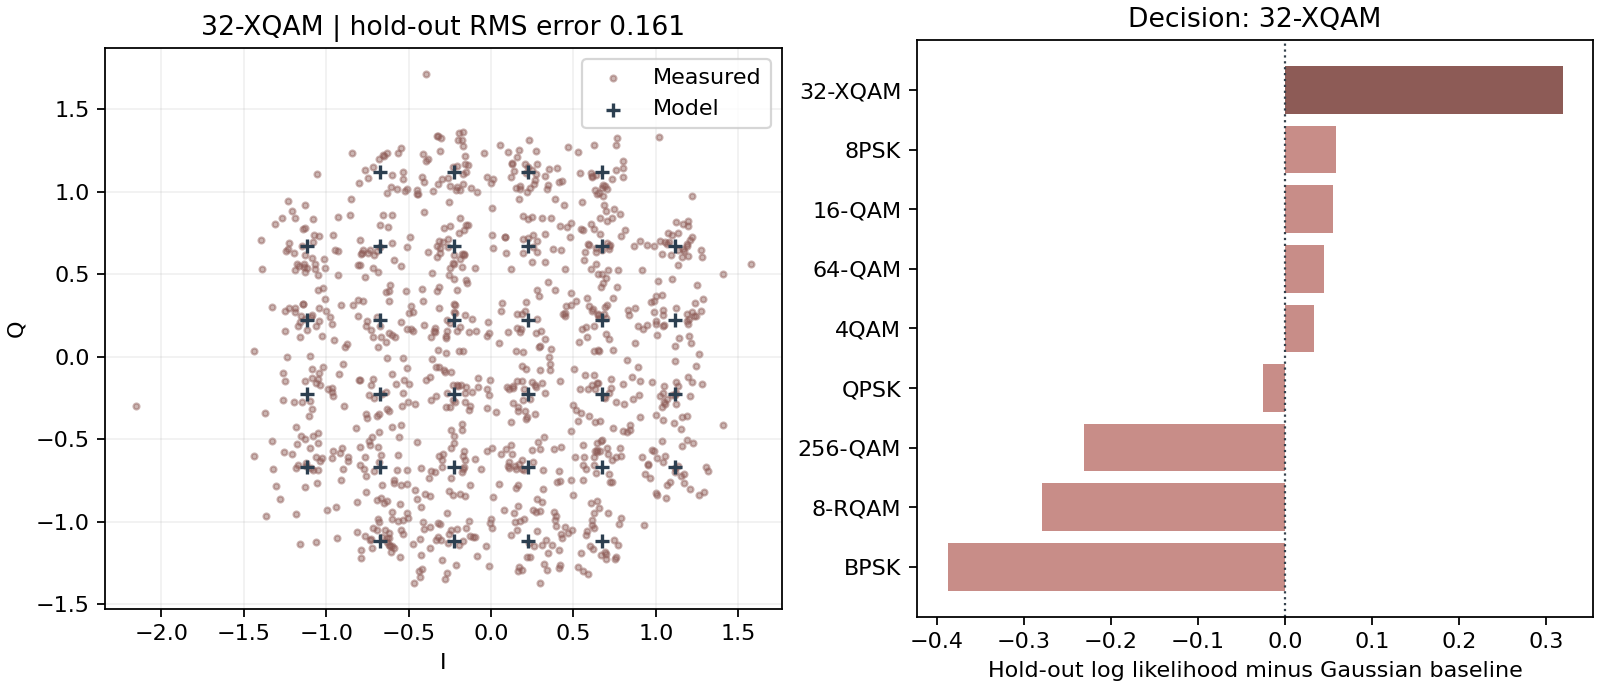 32-XQAM | hold-out RMS error 0.161
Measured
Model
1.5
1.0
0.5
0.0
−0.5
−1.0
−1.5
Q
−2.0
−1.5
−1.0
−0.5
0.0
0.5
1.0
1.5
I
Decision: 32-XQAM
32-XQAM
8PSK
16-QAM
64-QAM
4QAM
QPSK
256-QAM
8-RQAM
BPSK
−0.4
−0.3
−0.2
−0.1
0.0
0.1
0.2
0.3
Hold-out log likelihood minus Gaussian baseline